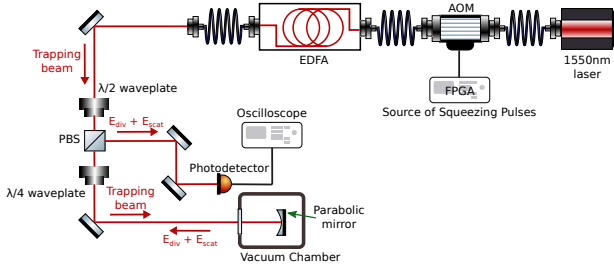 AOM
EDFA
FPGA
1550nm
laser
Source of Squeezing Pulses
Trapping
beam
λ/2 waveplate
Oscilloscope
PBS
Ediv + Escat
Photodetector
λ/4 waveplate
Trapping
beam
Parabolic
mirror
Ediv + Escat
Vacuum Chamber